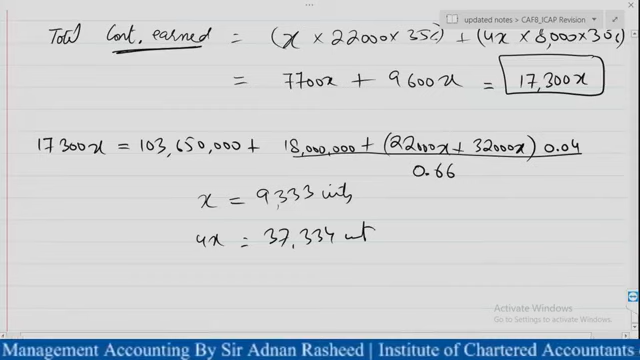 updated notes > CAF8_ICAP Revision
Total Cont. earned = (x × 22000 × 35%) + (4x × 8,000 × 30%)
= 7700x + 9600x = 17,300x
17300x = 103,650,000 + 18,000,000 + (22000x + 32000x) 0.04
0.66
x = 9,333 units
4x = 37,334 unt
Activate Windows
Go to Settings to activate Windows.
Management Accounting By Sir Adnan Rasheed | Institute of Chartered Accountants